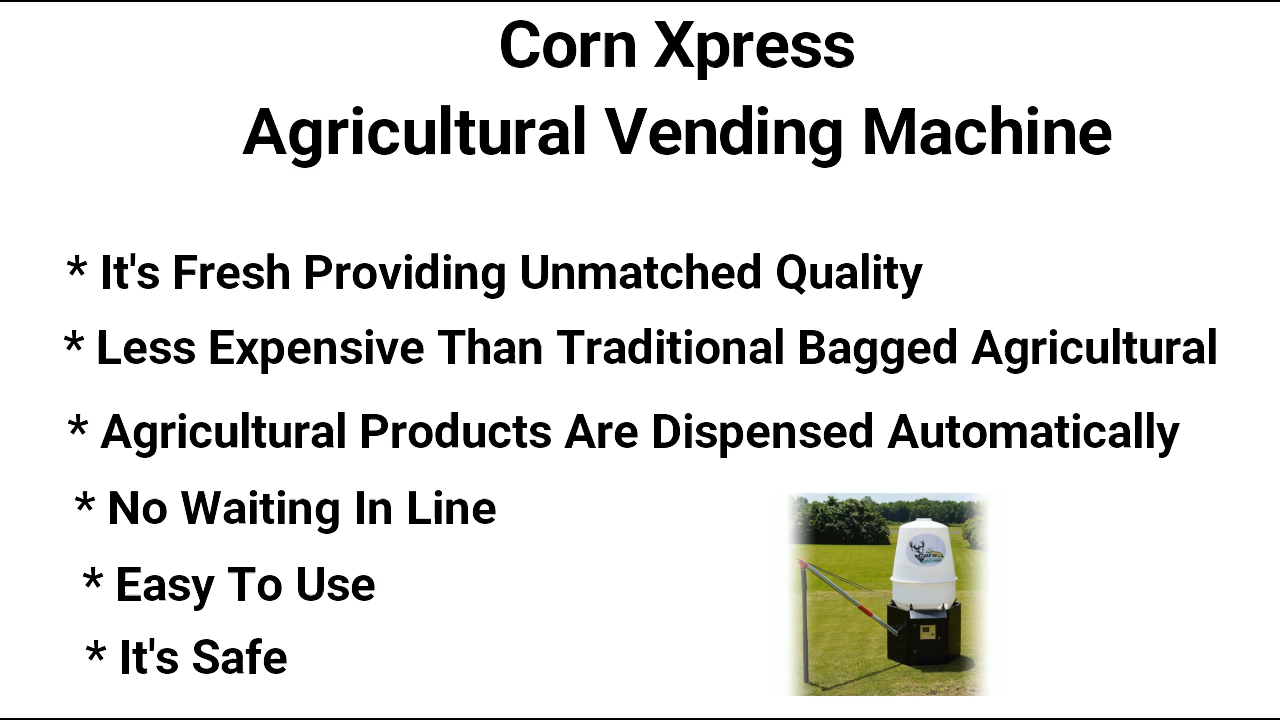 Corn Xpress
Agricultural Vending Machine
* It's Fresh Providing Unmatched Quality
* Less Expensive Than Traditional Bagged Agricultural
* Agricultural Products Are Dispensed Automatically
* No Waiting In Line
* Easy To Use
* It's Safe
Corn